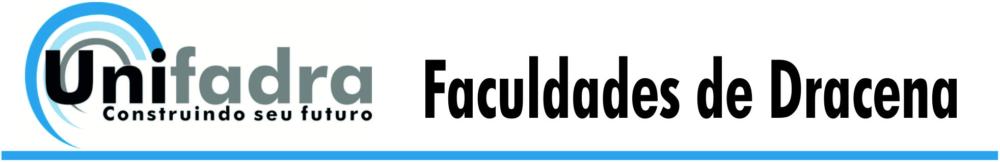 Unifadra
Construindo seu futuro
Faculdades de Dracena